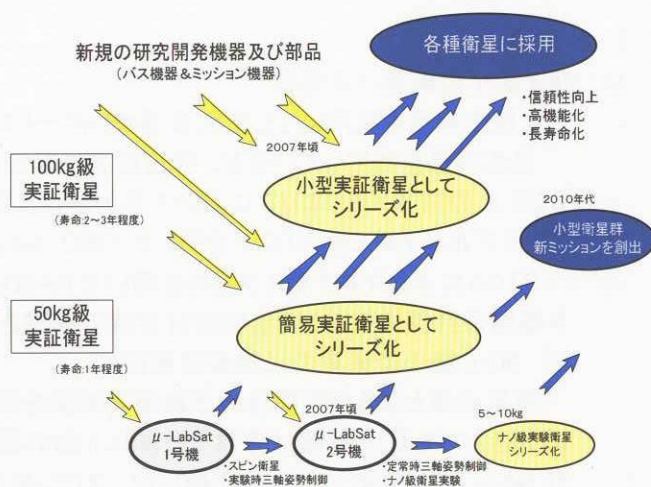 新規の研究開発機器及び部品
(バス機器&ミッション機器)
各種衛星に採用
・信頼性向上
・高機能化
・長寿命化
2007年頃
100kg級
実証衛星
(寿命:2~3年程度)
小型実証衛星として
シリーズ化
2010年代
小型衛星群
新ミッションを創出
50kg級
実証衛星
(寿命:1年程度)
簡易実証衛星として
シリーズ化
2007年頃
5~10kg
μ-LabSat
1号機
μ-LabSat
2号機
ナノ級実験衛星
シリーズ化
・スピン衛星
・実験時三軸姿勢制御
・定常時三軸姿勢制御
・ナノ級衛星実験